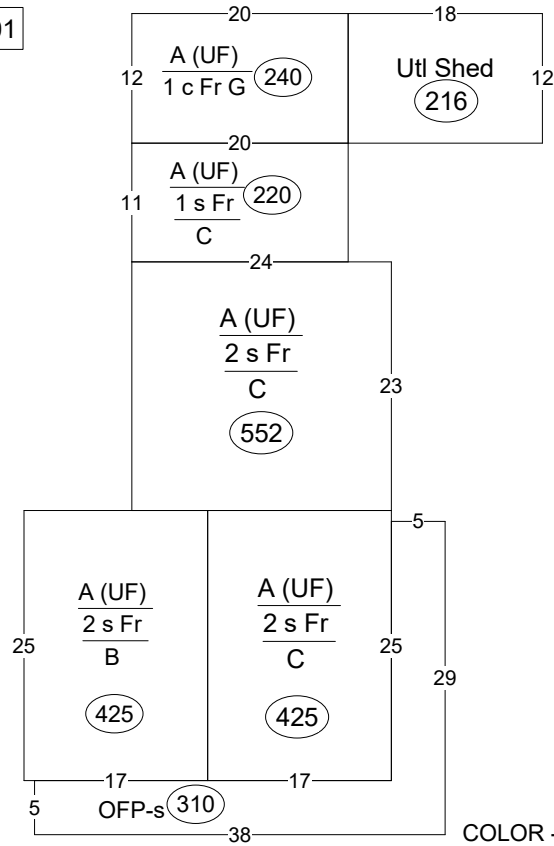 01
20
18
12
A (UF)
1 c Fr G
240
Utl Shed
216
12
20
11
A (UF)
1 s Fr
C
220
24
A (UF)
2 s Fr
C
552
23
5
25
A (UF)
2 s Fr
B
425
A (UF)
2 s Fr
C
425
25
29
17
17
5
OFP-s 310
38
COLOR -